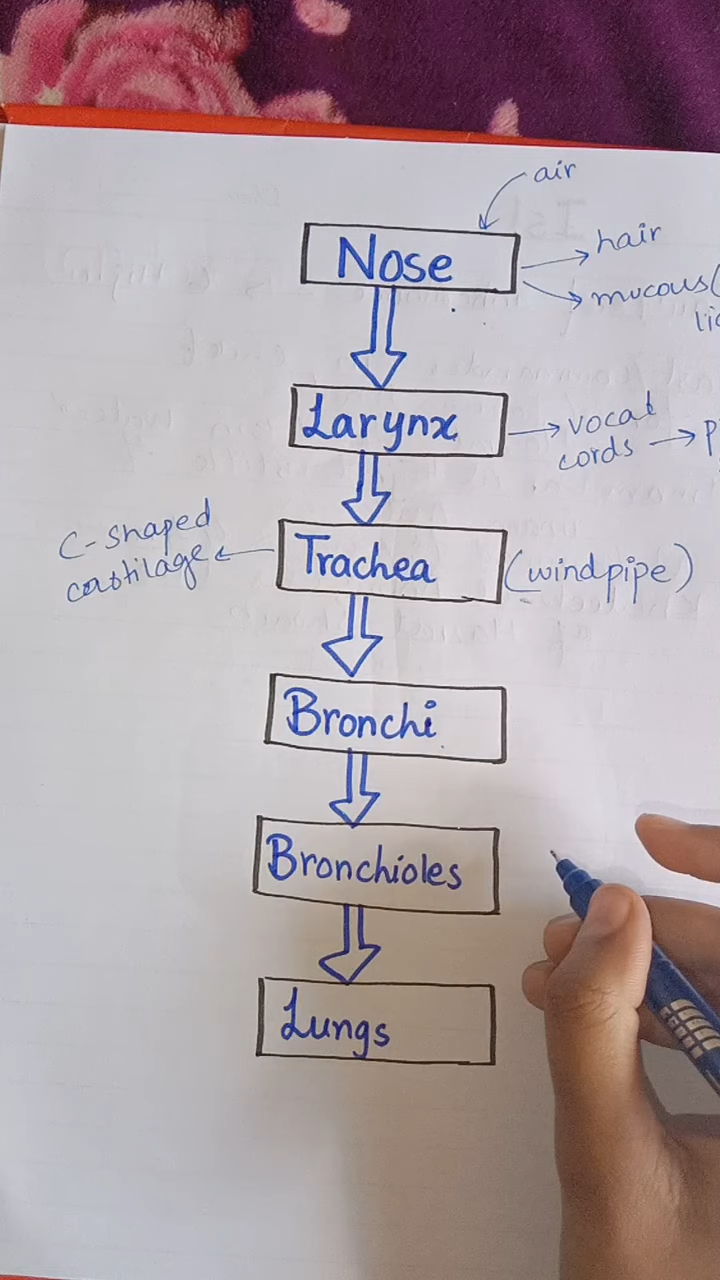 air
Nose
hair
mucous(
Larynx
vocal
cords
C-shaped
cartilage
Trachea
(windpipe)
Bronchi
Bronchioles
Lungs